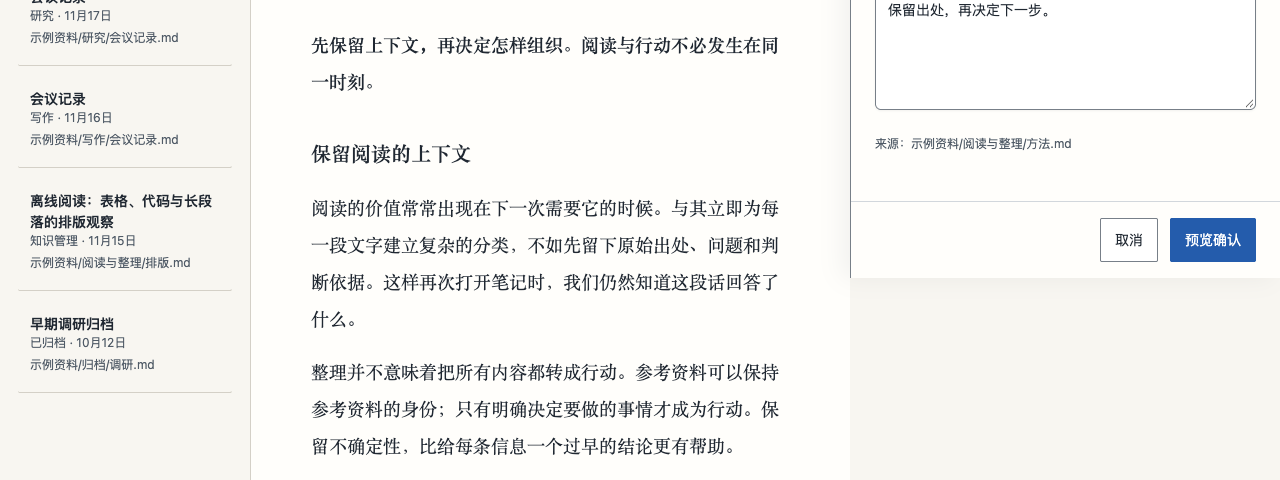 研究 · 11月17日
示例资料/研究/会议记录.md
会议记录
写作 · 11月16日
示例资料/写作/会议记录.md
离线阅读：表格、代码与长段
落的排版观察
知识管理 · 11月15日
示例资料/阅读与整理/排版.md
早期调研归档
已归档 · 10月12日
示例资料/归档/调研.md
先保留上下文，再决定怎样组织。阅读与行动不必发生在同
一时刻。
保留阅读的上下文
阅读的价值常常出现在下一次需要它的时候。与其立即为每
一段文字建立复杂的分类，不如先留下原始出处、问题和判
断依据。这样再次打开笔记时，我们仍然知道这段话回答了
什么。
整理并不意味着把所有内容都转成行动。参考资料可以保持
参考资料的身份；只有明确决定要做的事情才成为行动。保
留不确定性，比给每条信息一个过早的结论更有帮助。
保留出处，再决定下一步。
来源：示例资料/阅读与整理/方法.md
取消
预览确认